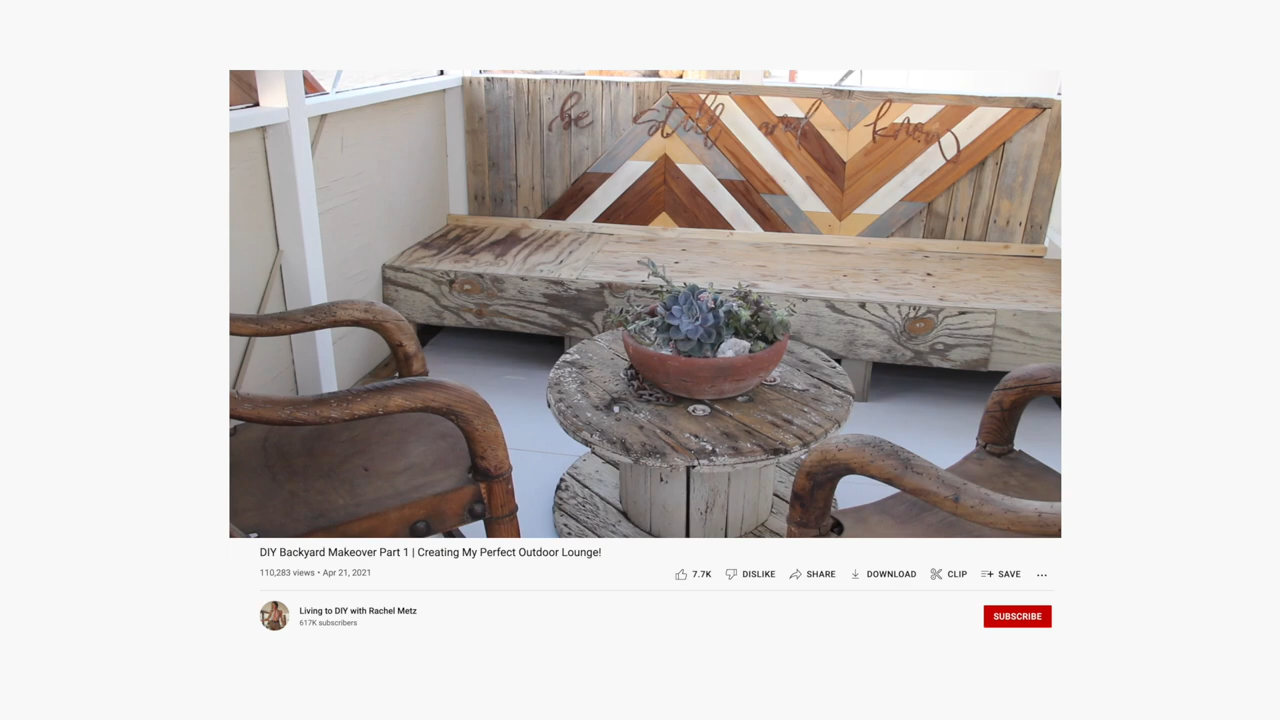 be still and know
DIY Backyard Makeover Part 1 | Creating My Perfect Outdoor Lounge!
110,283 views • Apr 21, 2021
7.7K DISLIKE SHARE DOWNLOAD CLIP SAVE ...
Living to DIY with Rachel Metz
617K subscribers
SUBSCRIBE